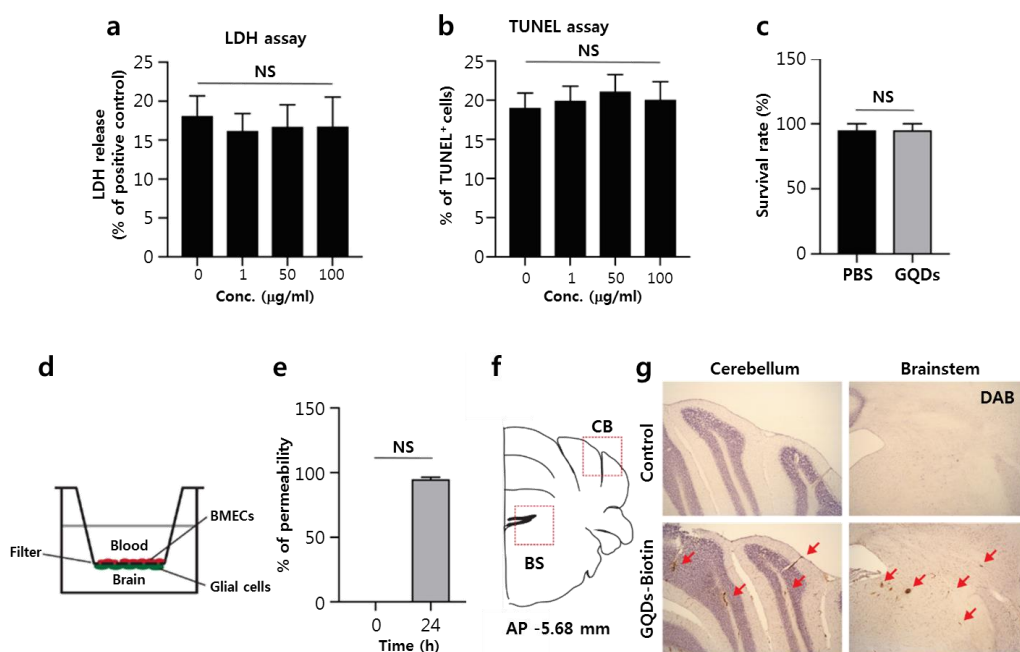 a
LDH assay
NS
LDH release
(% of positive control)
25
20
15
10
5
0
0 1 50 100
Conc. (μg/ml)
b
TUNEL assay
NS
% of TUNEL⁺ cells)
25
20
15
10
5
0
0 1 50 100
Conc. (μg/ml)
c
NS
Survival rate (%)
150
100
50
0
PBS GQDs
d
Blood
Brain
Filter
BMECs
Glial cells
e
NS
% of permeability
150
100
50
0
0 24
Time (h)
f
CB
BS
AP -5.68 mm
g
Cerebellum Brainstem
DAB
Control
GQDs-Biotin